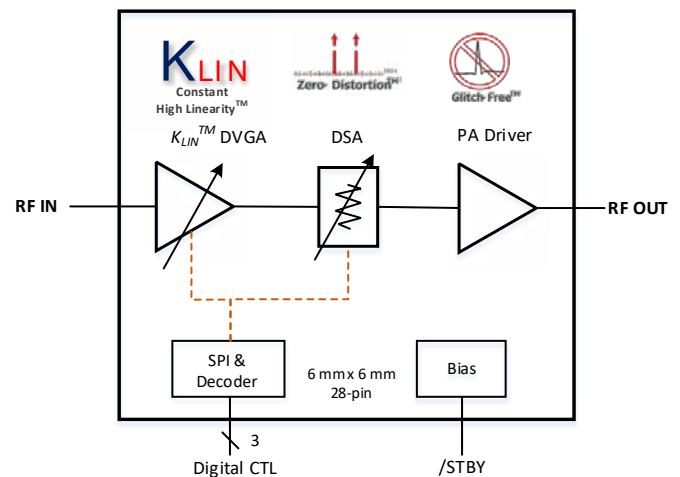 KLIN
Constant
High Linearity™
Zero- Distortion™
Glitch-Free™
KLIN™ DVGA
DSA
PA Driver
RF IN
RF OUT
SPI &
Decoder
6 mm x 6 mm
28-pin
Bias
3
Digital CTL
/STBY